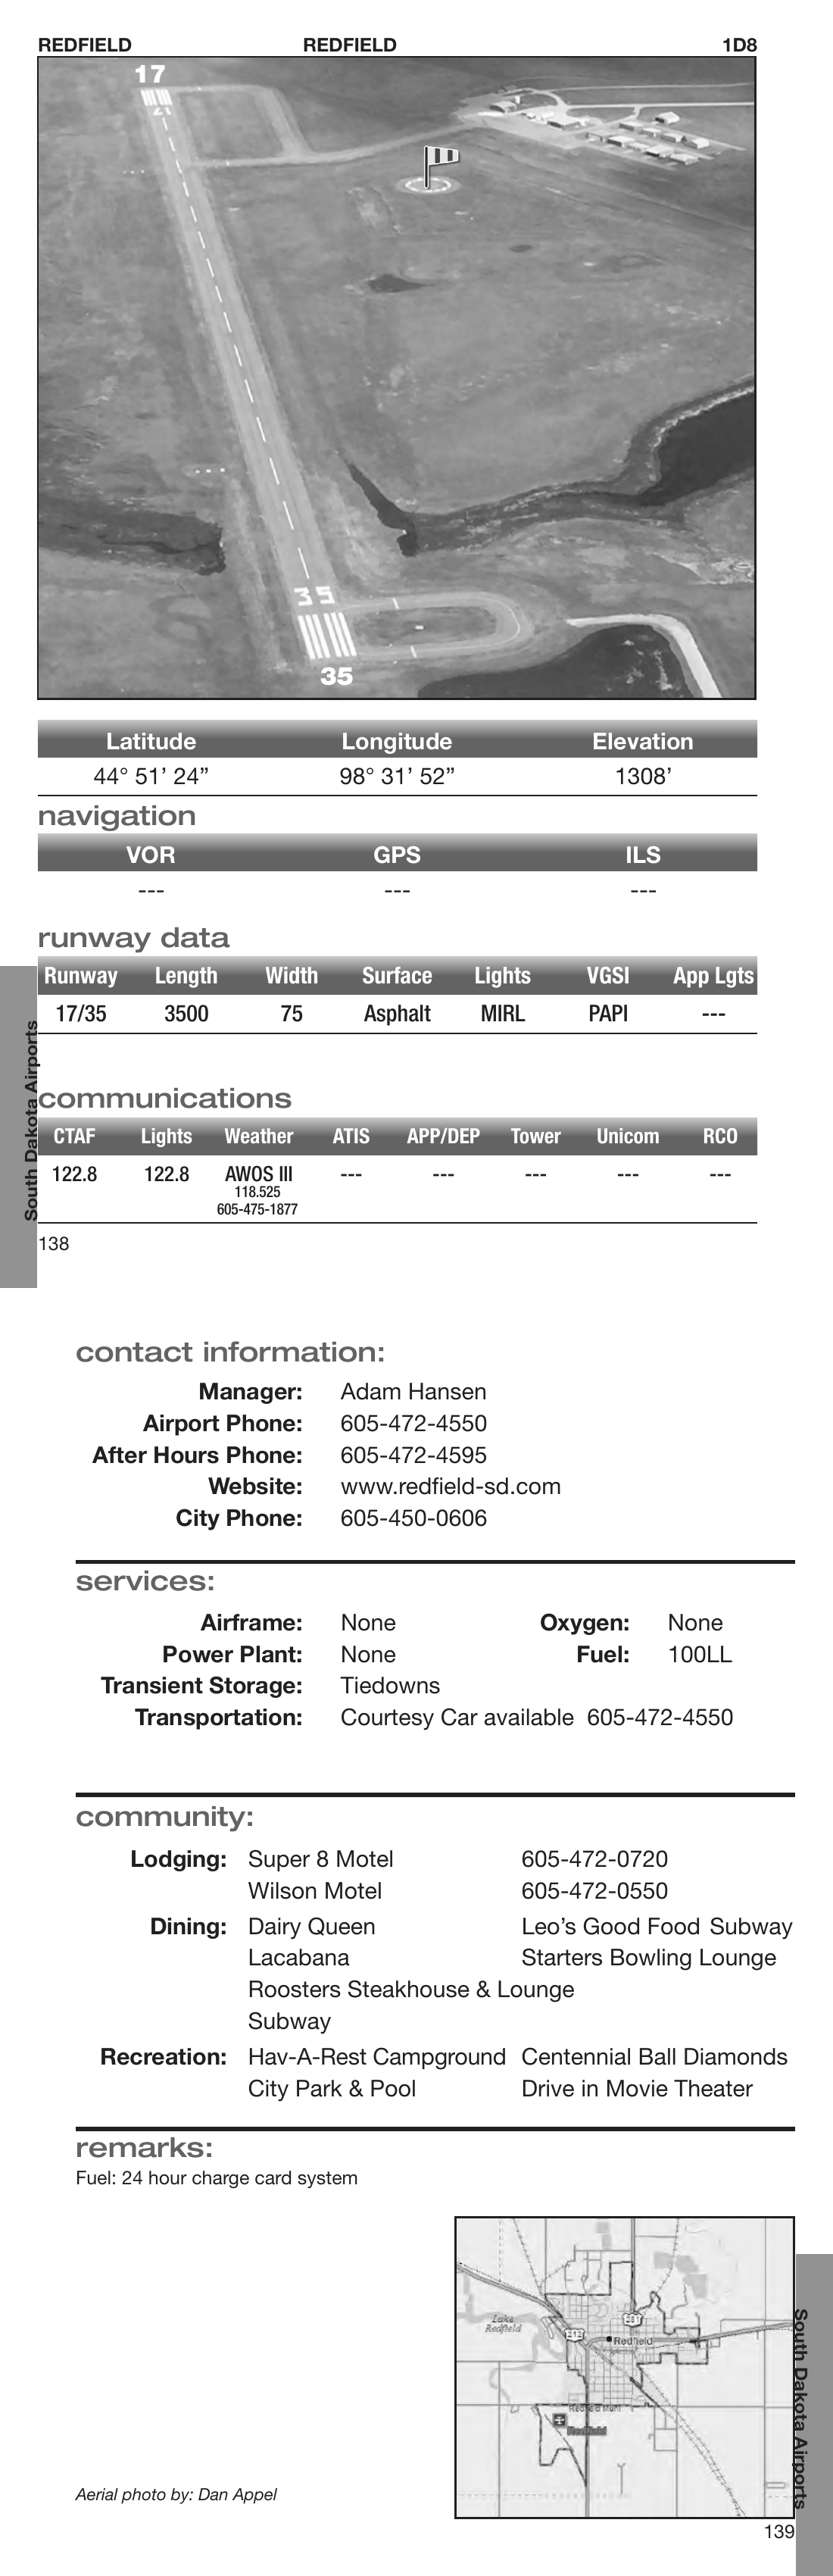 REDFIELD REDFIELD 1D8
17
17
35
35
Latitude Longitude Elevation
44° 51’ 24” 98° 31’ 52” 1308’
navigation
VOR GPS ILS
--- --- ---
runway data
Runway Length Width Surface Lights VGSI App Lgts
17/35 3500 75 Asphalt MIRL PAPI ---
South Dakota Airports
communications
CTAF Lights Weather ATIS APP/DEP Tower Unicom RCO
122.8 122.8 AWOS III --- --- --- --- ---
118.525
605-475-1877
138
contact information:
Manager: Adam Hansen
Airport Phone: 605-472-4550
After Hours Phone: 605-472-4595
Website: www.redfield-sd.com
City Phone: 605-450-0606
services:
Airframe: None Oxygen: None
Power Plant: None Fuel: 100LL
Transient Storage: Tiedowns
Transportation: Courtesy Car available 605-472-4550
community:
Lodging: Super 8 Motel 605-472-0720
Wilson Motel 605-472-0550
Dining: Dairy Queen Leo’s Good Food Subway
Lacabana Starters Bowling Lounge
Roosters Steakhouse & Lounge
Subway
Recreation: Hav-A-Rest Campground Centennial Ball Diamonds
City Park & Pool Drive in Movie Theater
remarks:
Fuel: 24 hour charge card system
Lake
Redfield
281
212
Redfield
Redfield Muni
Redfield
South Dakota Airports
Aerial photo by: Dan Appel
139